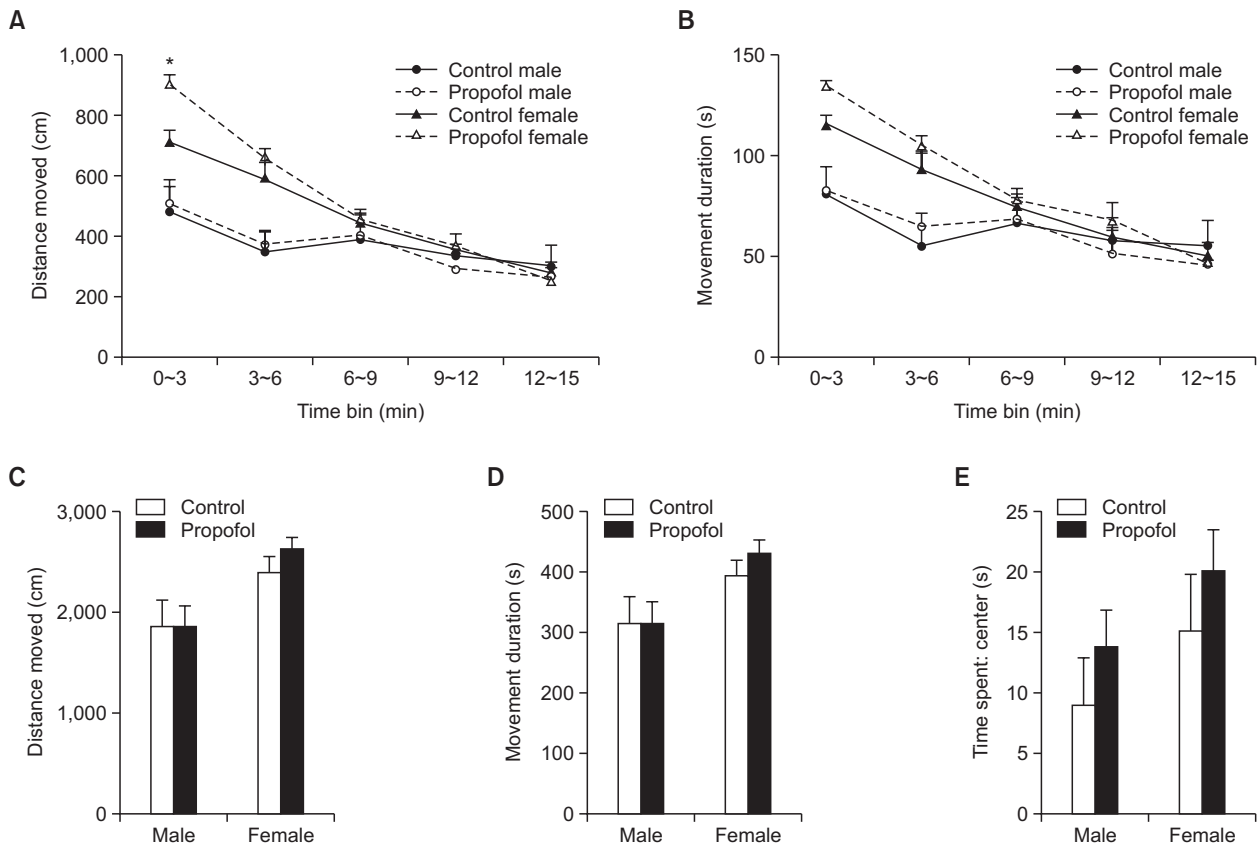 A
Distance moved (cm)
1,000
800
600
400
200
0
*
Control male
Propofol male
Control female
Propofol female
0~3 3~6 6~9 9~12 12~15
Time bin (min)
B
Movement duration (s)
150
100
50
0
Control male
Propofol male
Control female
Propofol female
0~3 3~6 6~9 9~12 12~15
Time bin (min)
C
Distance moved (cm)
3,000
2,000
1,000
0
Control
Propofol
Male Female
D
Movement duration (s)
500
400
300
200
100
0
Control
Propofol
Male Female
E
Time spent: center (s)
25
20
15
10
5
0
Control
Propofol
Male Female